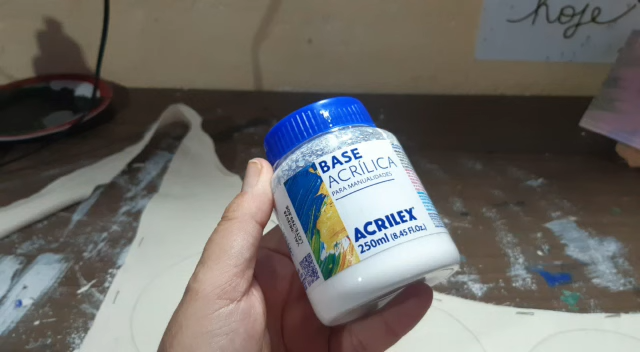 hoje
BASE
ACRÍLICA
PARA MANUALIDADES
ACRILEX
250ml (8.45 Fl.Oz.)